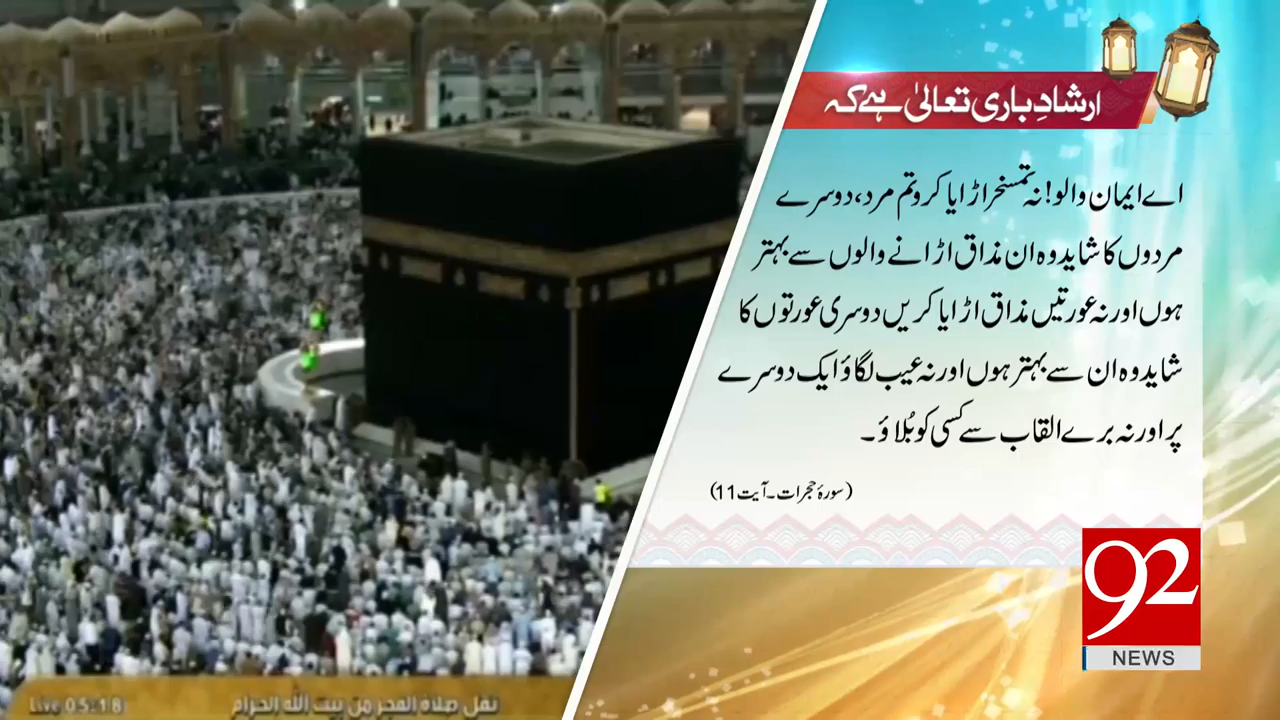 ارشادِ باری تعالیٰ ہے کہ
اے ایمان والو! نہ تمسخر اڑایا کرو تم مرد، دوسرے
مردوں کا شاید وہ ان مذاق اڑانے والوں سے بہتر
ہوں اور نہ عورتیں مذاق اڑایا کریں دوسری عورتوں کا
شاید وہ ان سے بہتر ہوں اور نہ عیب لگاؤ ایک دوسرے
پر اور نہ برے القاب سے کسی کو بُلاؤ۔
(سورۂ حجرات۔ آیت 11)
92
NEWS
Live 05:18
نقل صلاة الفجر من بيت الله الحرام